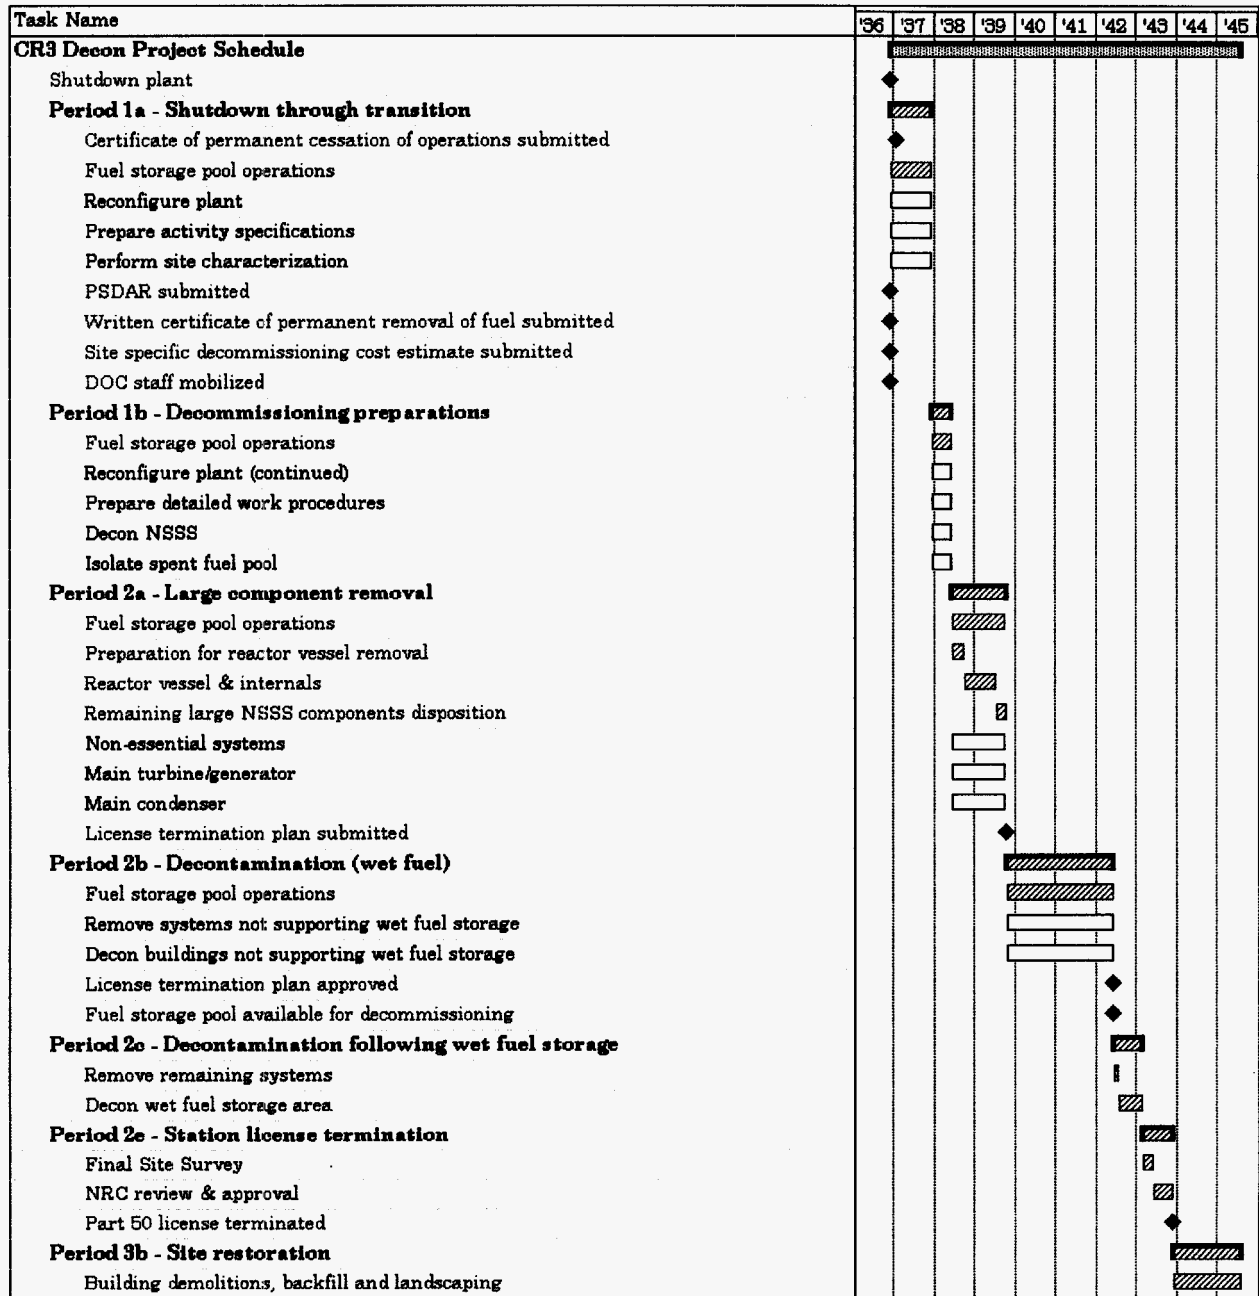 Task Name '36 '37 '38 '39 '40 '41 '42 '43 '44 '45
CR3 Decon Project Schedule
Shutdown plant
Period 1a - Shutdown through transition
Certificate of permanent cessation of operations submitted
Fuel storage pool operations
Reconfigure plant
Prepare activity specifications
Perform site characterization
PSDAR submitted
Written certificate of permanent removal of fuel submitted
Site specific decommissioning cost estimate submitted
DOC staff mobilized
Period 1b - Decommissioning preparations
Fuel storage pool operations
Reconfigure plant (continued)
Prepare detailed work procedures
Decon NSSS
Isolate spent fuel pool
Period 2a - Large component removal
Fuel storage pool operations
Preparation for reactor vessel removal
Reactor vessel & internals
Remaining large NSSS components disposition
Non-essential systems
Main turbine/generator
Main condenser
License termination plan submitted
Period 2b - Decontamination (wet fuel)
Fuel storage pool operations
Remove systems not supporting wet fuel storage
Decon buildings not supporting wet fuel storage
License termination plan approved
Fuel storage pool available for decommissioning
Period 2c - Decontamination following wet fuel storage
Remove remaining systems
Decon wet fuel storage area
Period 2e - Station license termination
Final Site Survey
NRC review & approval
Part 50 license terminated
Period 3b - Site restoration
Building demolitions, backfill and landscaping